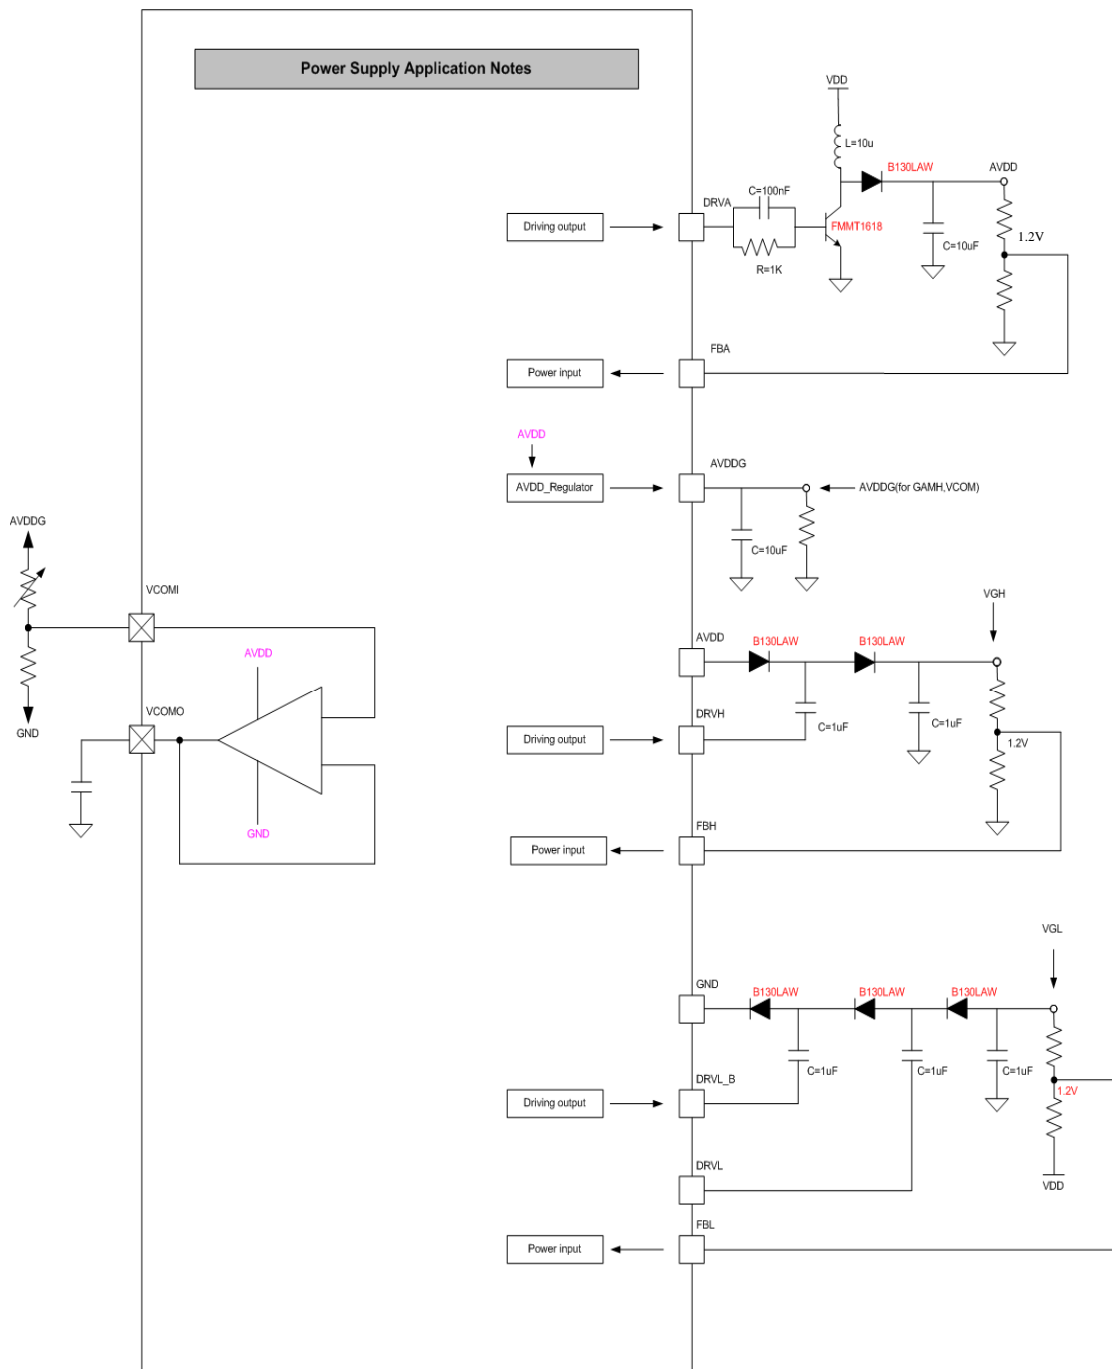 Power Supply Application Notes
VDD
L=10u
B130LAW
AVDD
C=100nF
DRVA
Driving output
FMMT1618
C=10uF
1.2V
R=1K
FBA
Power input
AVDD
AVDDG
AVDD_Regulator
AVDDG(for GAMH,VCOM)
C=10uF
AVDDG
VCOMI
VGH
AVDD
B130LAW
B130LAW
AVDD
VCOMO
GND
DRVH
C=1uF
C=1uF
Driving output
1.2V
GND
FBH
Power input
VGL
GND
B130LAW
B130LAW
B130LAW
C=1uF
C=1uF
C=1uF
DRVL_B
Driving output
1.2V
DRVL
VDD
FBL
Power input